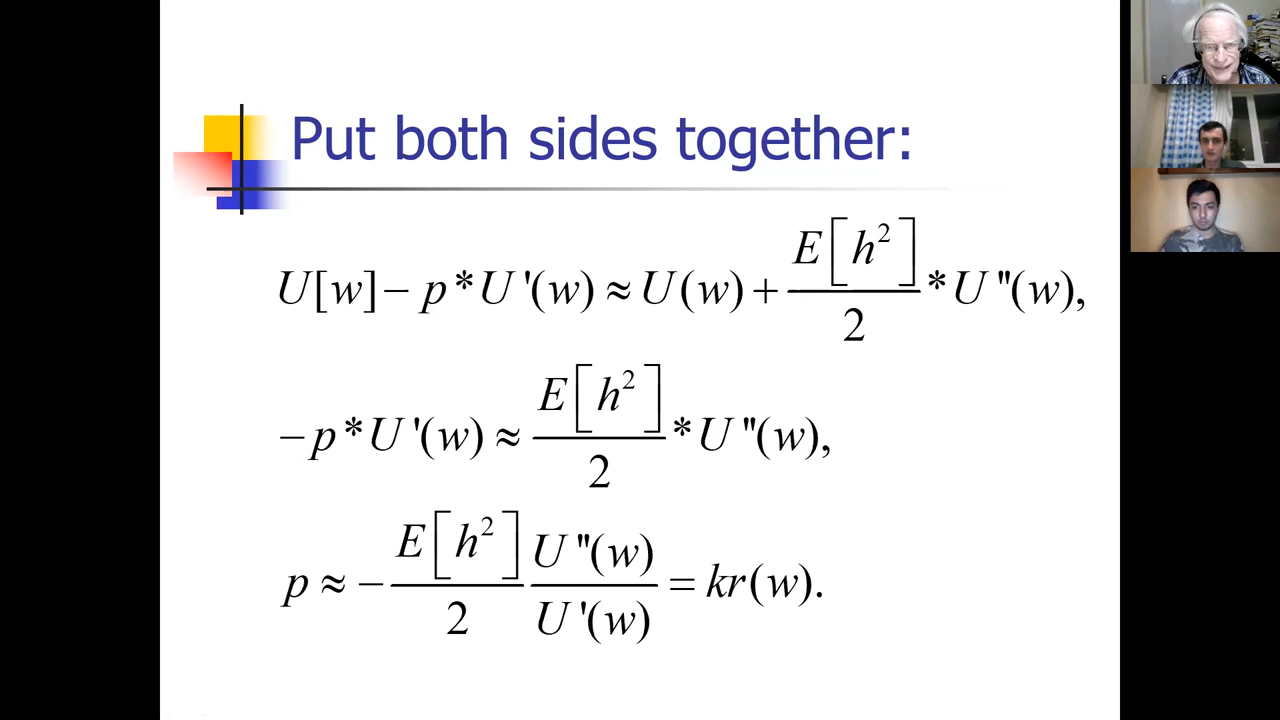 Put both sides together:
U[w] − p * U '(w) ≈ U(w) + E[h²]/2 * U ''(w),
− p * U '(w) ≈ E[h²]/2 * U ''(w),
p ≈ − E[h²]/2 U ''(w)/U '(w) = kr(w).